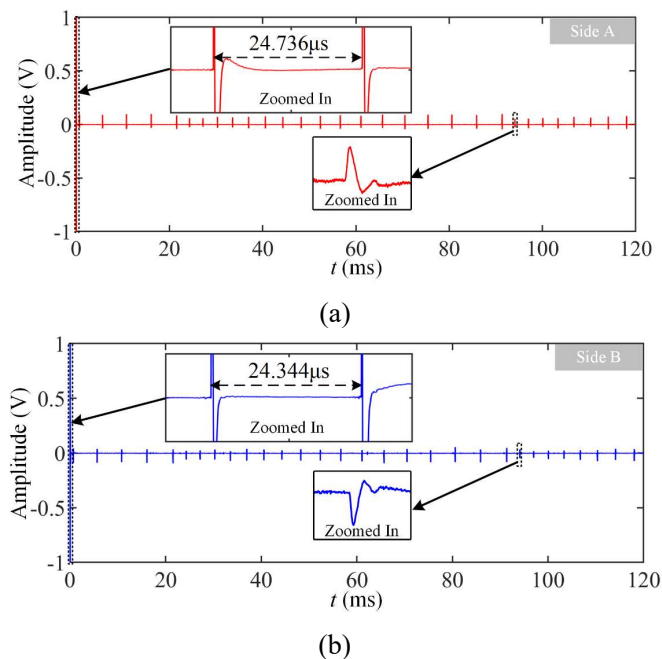 Side A
24.736μs
Zoomed In
Zoomed In
Amplitude (V)
1
0.5
0
-0.5
-1
0 20 40 60 80 100 120
t (ms)
(a)
Side B
24.344μs
Zoomed In
Zoomed In
Amplitude (V)
1
0.5
0
-0.5
-1
0 20 40 60 80 100 120
t (ms)
(b)